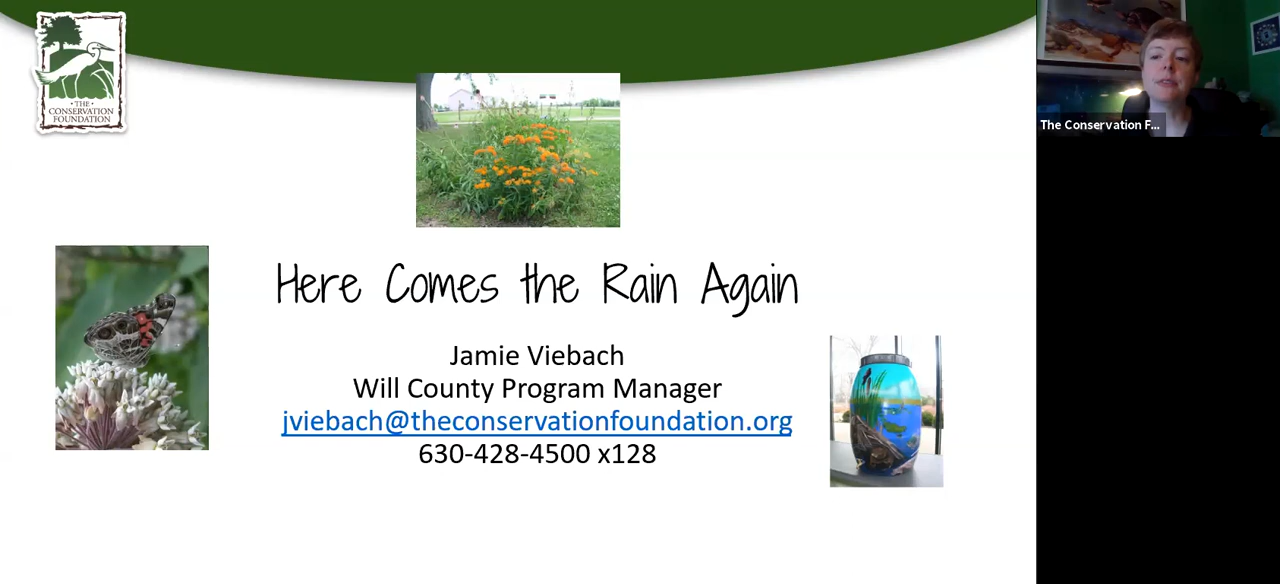 • THE •
CONSERVATION
FOUNDATION
The Conservation F...
Here Comes the Rain Again
Jamie Viebach
Will County Program Manager
jviebach@theconservationfoundation.org
630-428-4500 x128